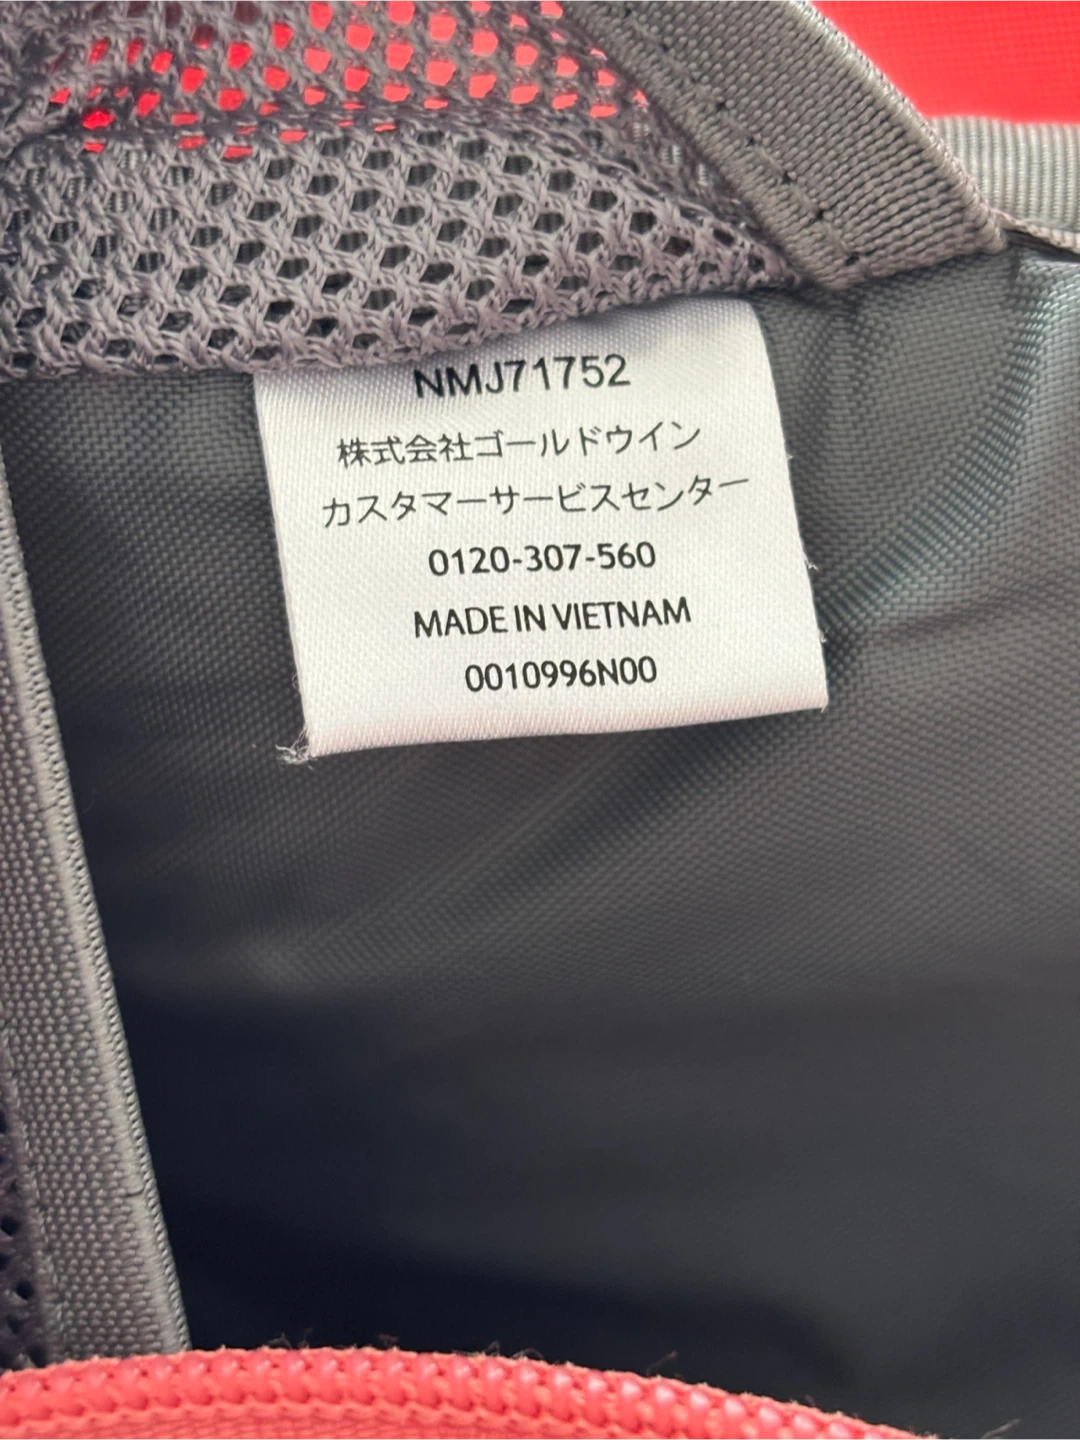 NMJ71752
株式会社ゴールドウイン
カスタマーサービスセンター
0120-307-560
MADE IN VIETNAM
0010996N00